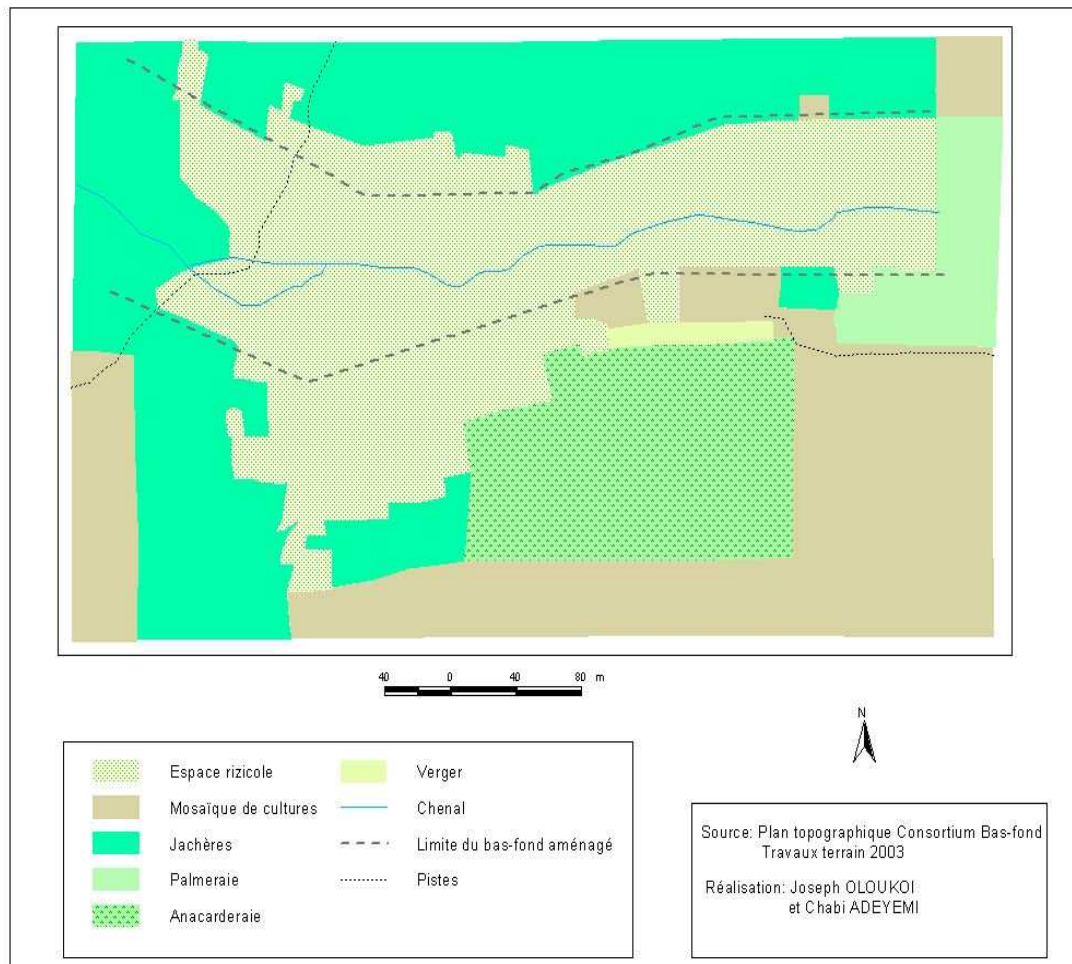 40 0 40 80 m
N
Espace rizicole
Mosaïque de cultures
Jachères
Palmeraie
Anacarderaie
Verger
Chenal
Limite du bas-fond aménagé
Pistes
Source: Plan topographique Consortium Bas-fond
Travaux terrain 2003
Réalisation: Joseph OLOUKOI
et Chabi ADEYEMI